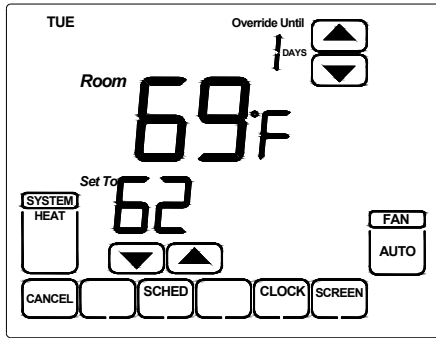 TUE
Override Until
1 DAYS
Room
69°F
Set To
62
SYSTEM
HEAT
FAN
AUTO
CANCEL SCHED CLOCK SCREEN